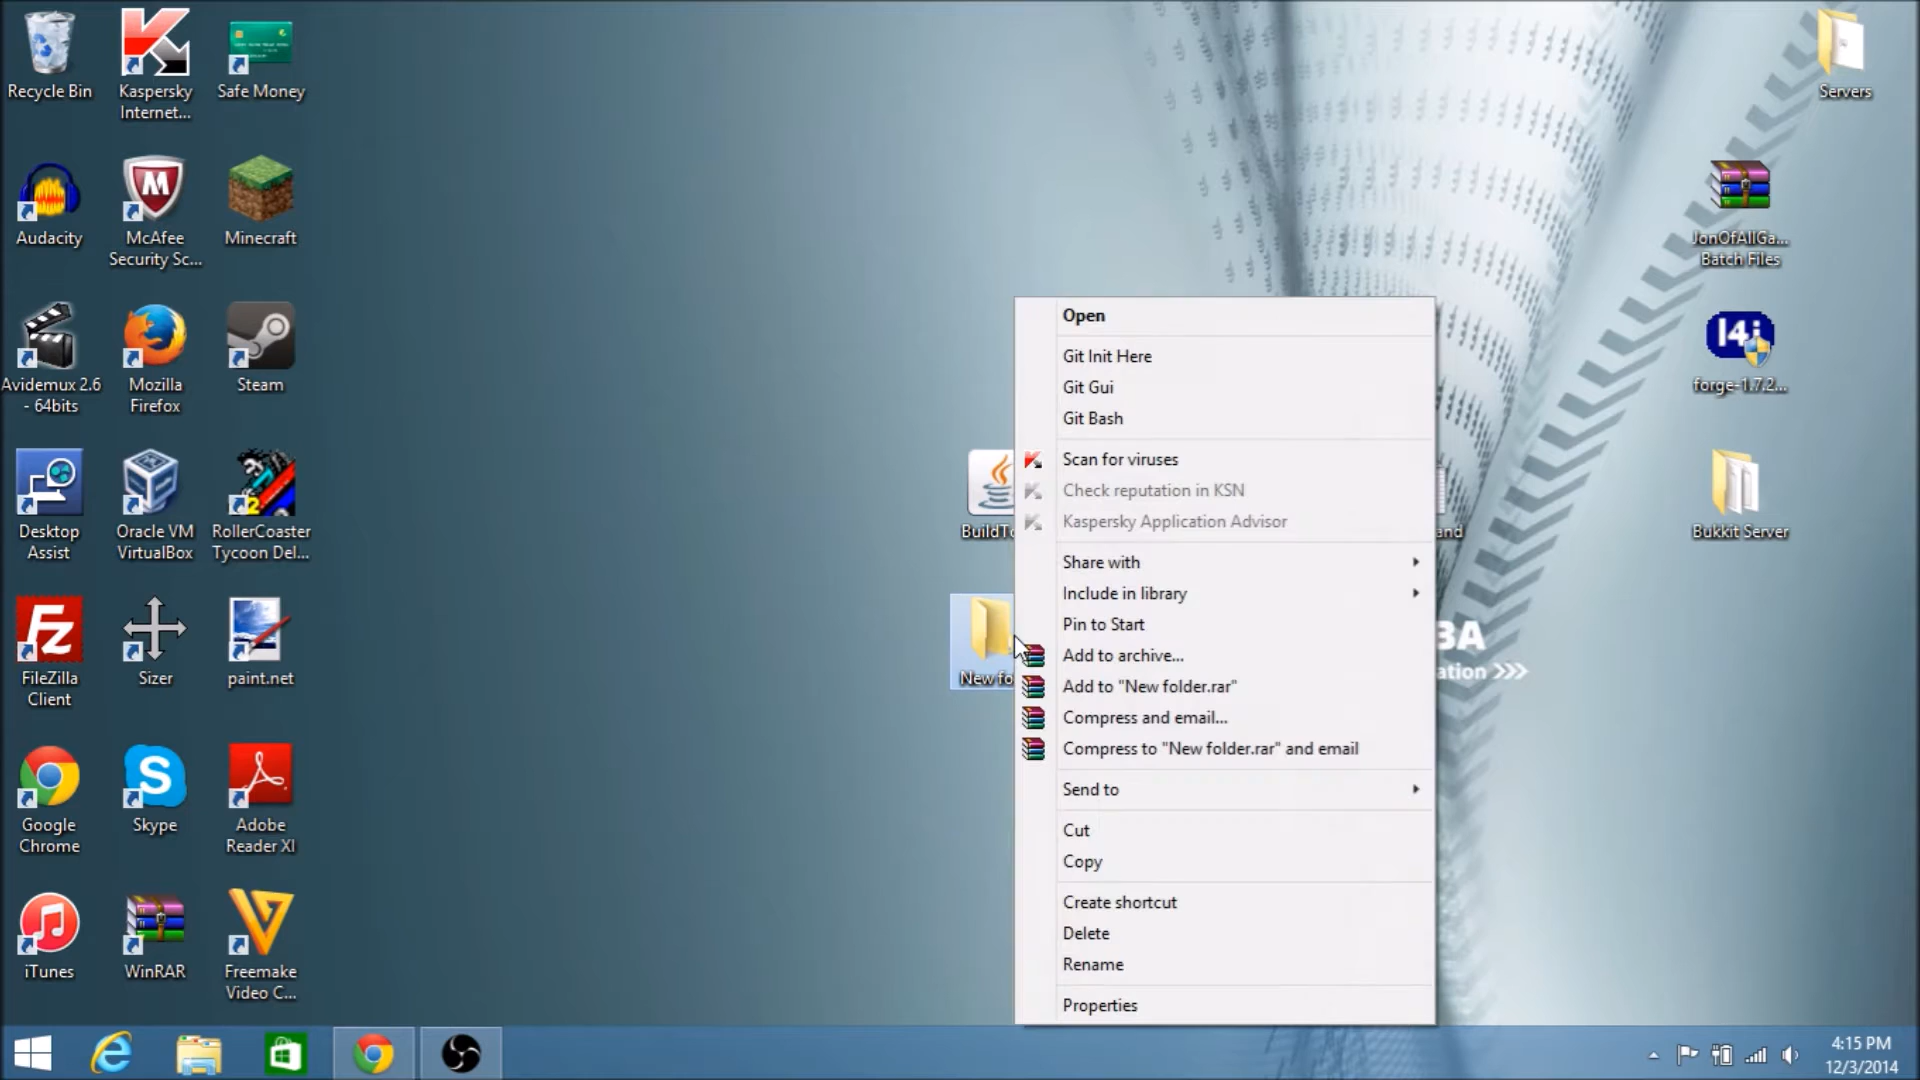 Recycle Bin
Kaspersky
Internet...
Safe Money
Servers
Audacity
McAfee
Security Sc...
Minecraft
JonOfAllGa...
Batch Files
Avidemux 2.6
- 64bits
Mozilla
Firefox
Steam
14j
forge-1.7.2...
Desktop
Assist
Oracle VM
VirtualBox
RollerCoaster
Tycoon Del...
BuildTo
and
Bukkit Server
FileZilla
Client
Sizer
paint.net
New fo
BA
ation >>>
Google
Chrome
Skype
Adobe
Reader XI
iTunes
WinRAR
Freemake
Video C...
Open
Git Init Here
Git Gui
Git Bash
Scan for viruses
Check reputation in KSN
Kaspersky Application Advisor
Share with
Include in library
Pin to Start
Add to archive...
Add to "New folder.rar"
Compress and email...
Compress to "New folder.rar" and email
Send to
Cut
Copy
Create shortcut
Delete
Rename
Properties
4:15 PM
12/3/2014